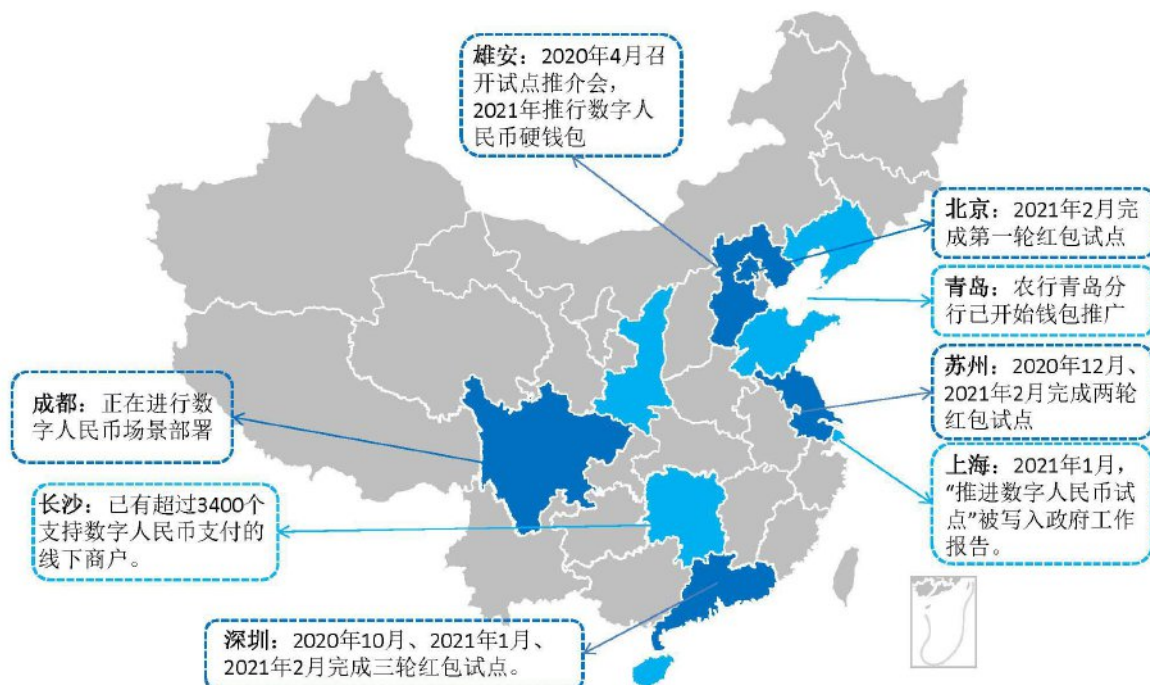 雄安：2020年4月召
开试点推介会，
2021年推行数字人
民币硬钱包
北京：2021年2月完
成第一轮红包试点
青岛：农行青岛分
行已开始钱包推广
苏州：2020年12月、
2021年2月完成两轮
红包试点
上海：2021年1月，
“推进数字人民币试
点”被写入政府工作
报告。
成都：正在进行数
字人民币场景部署
长沙：已有超过3400个
支持数字人民币支付的
线下商户。
深圳：2020年10月、2021年1月、
2021年2月完成三轮红包试点。